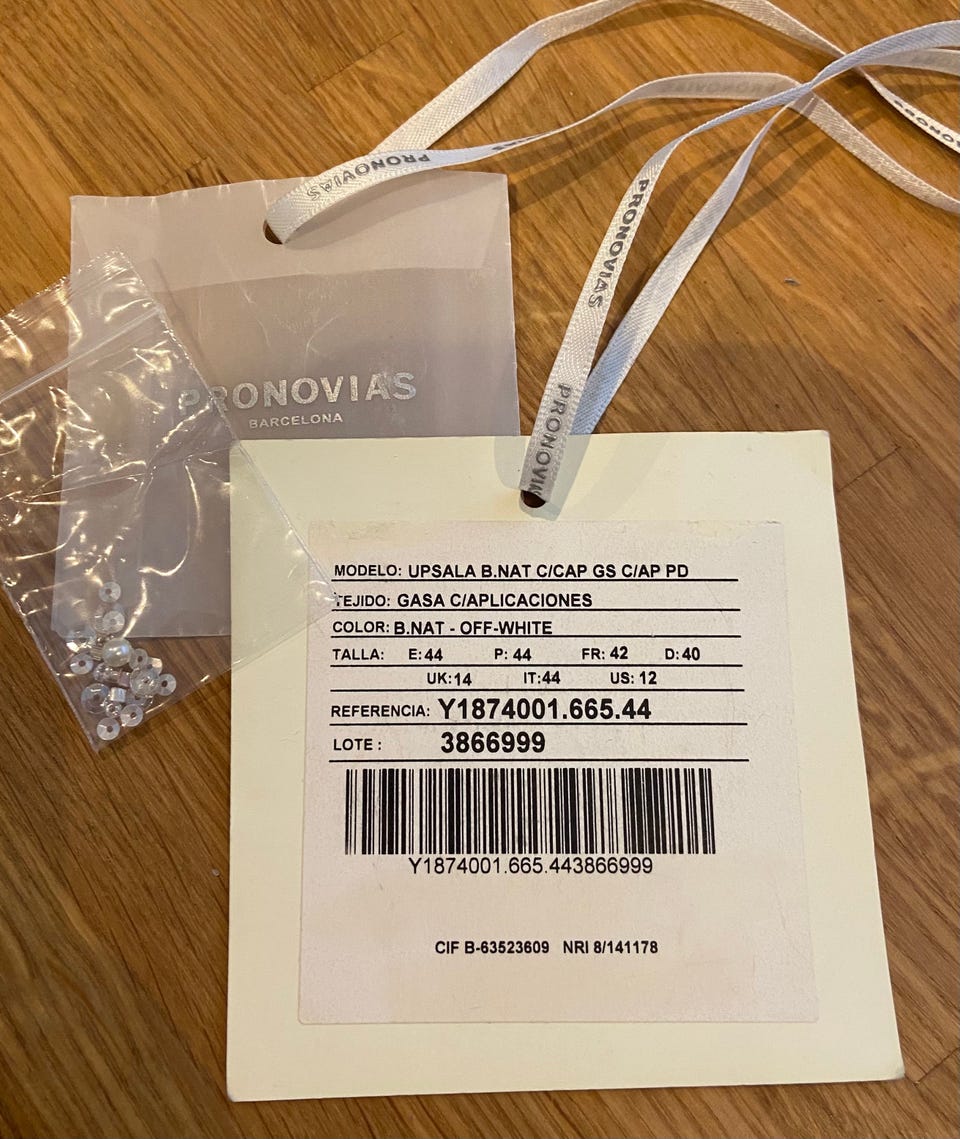 PRONOVIAS
PRONOVIAS
PRONOVIAS
PRONOVIAS
BARCELONA
MODELO: UPSALA B.NAT C/CAP GS C/AP PD
TEJIDO: GASA C/APLICACIONES
COLOR: B.NAT - OFF-WHITE
TALLA: E:44 P: 44 FR: 42 D:40
UK:14 IT:44 US: 12
REFERENCIA: Y1874001.665.44
LOTE : 3866999
Y1874001.665.443866999
CIF B-63523609 NRI 8/141178